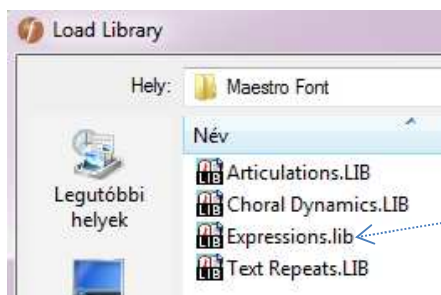 Load Library
Hely: Maestro Font
Név
Legutóbbi
helyek
Articulations.LIB
Choral Dynamics.LIB
Expressions.lib
Text Repeats.LIB